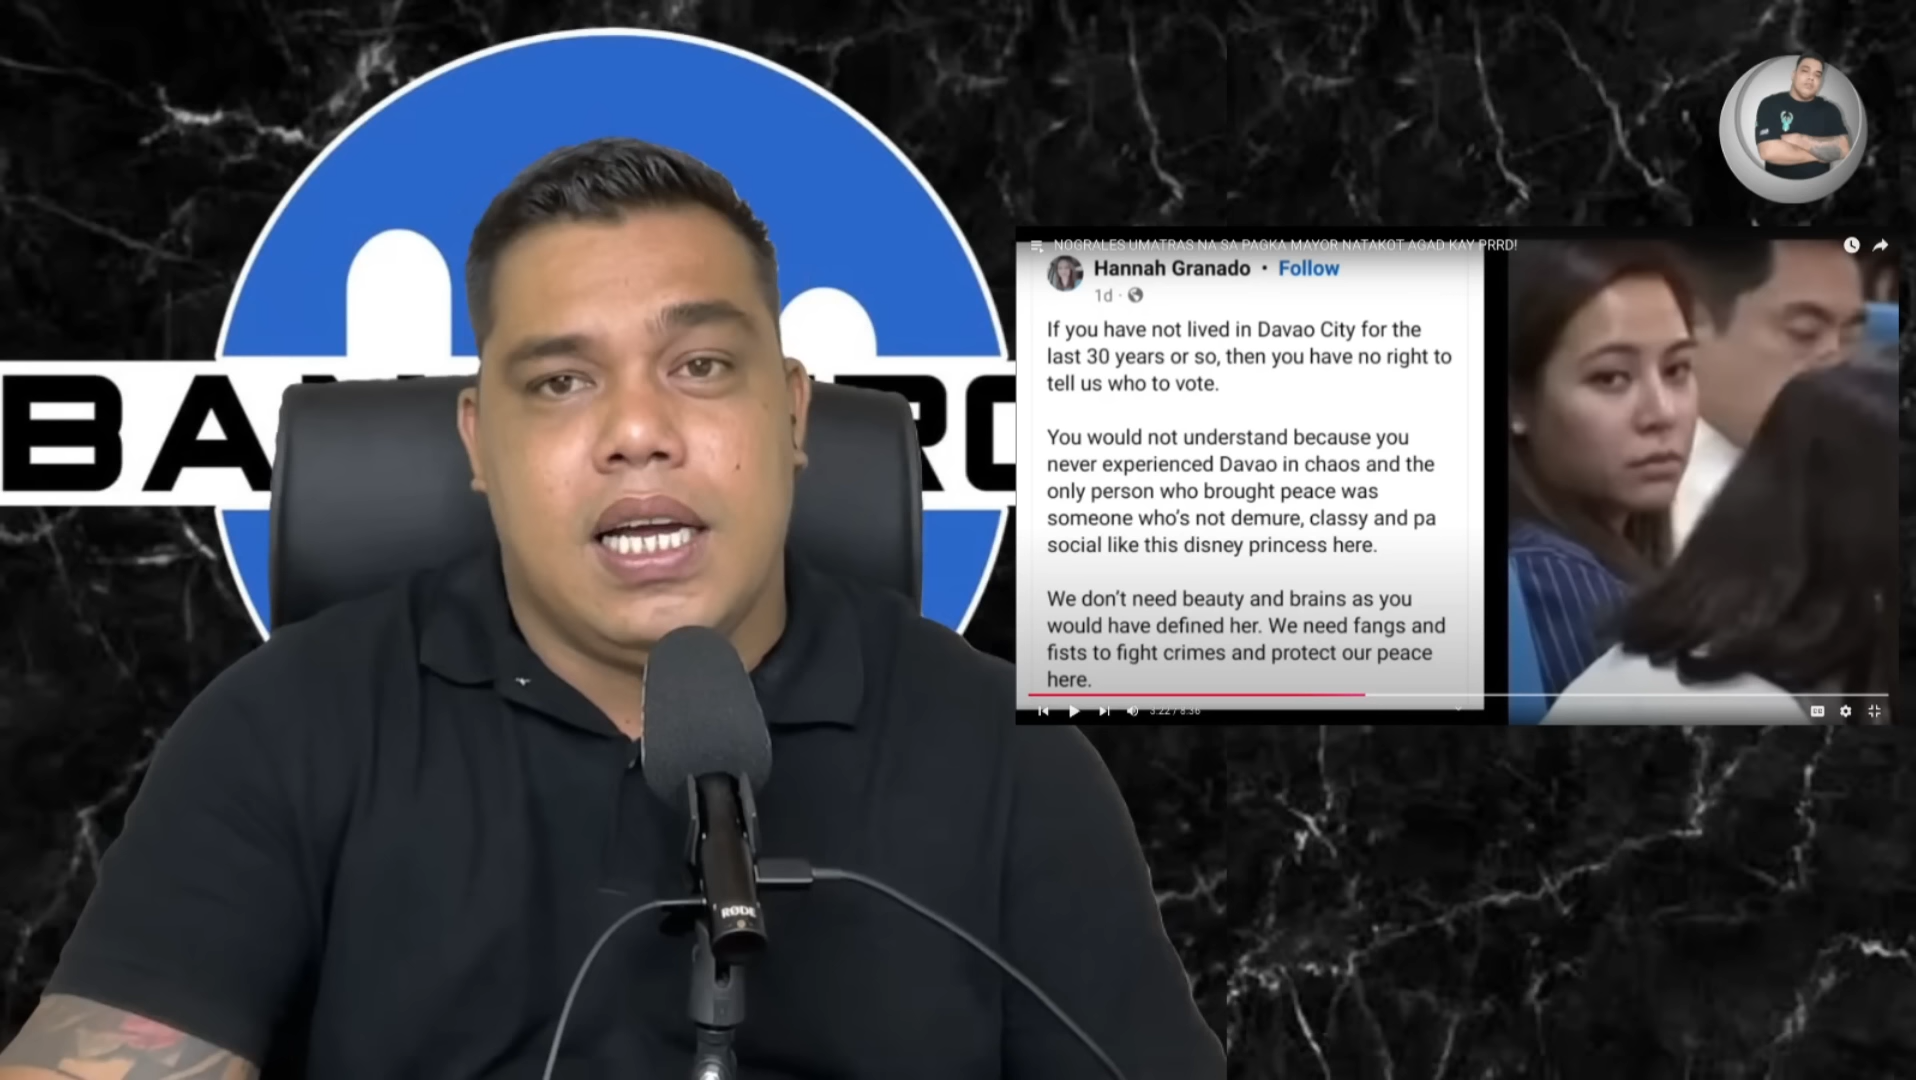 NOGRALES UMATRAS NA SA PAGKA MAYOR NATAKOT AGAD KAY PRRD!
Hannah Granado • Follow
1d
If you have not lived in Davao City for the
last 30 years or so, then you have no right to
tell us who to vote.
You would not understand because you
never experienced Davao in chaos and the
only person who brought peace was
someone who's not demure, classy and pa
social like this disney princess here.
We don't need beauty and brains as you
would have defined her. We need fangs and
fists to fight crimes and protect our peace
here.
3:22 / 8:36
CC
RØDE